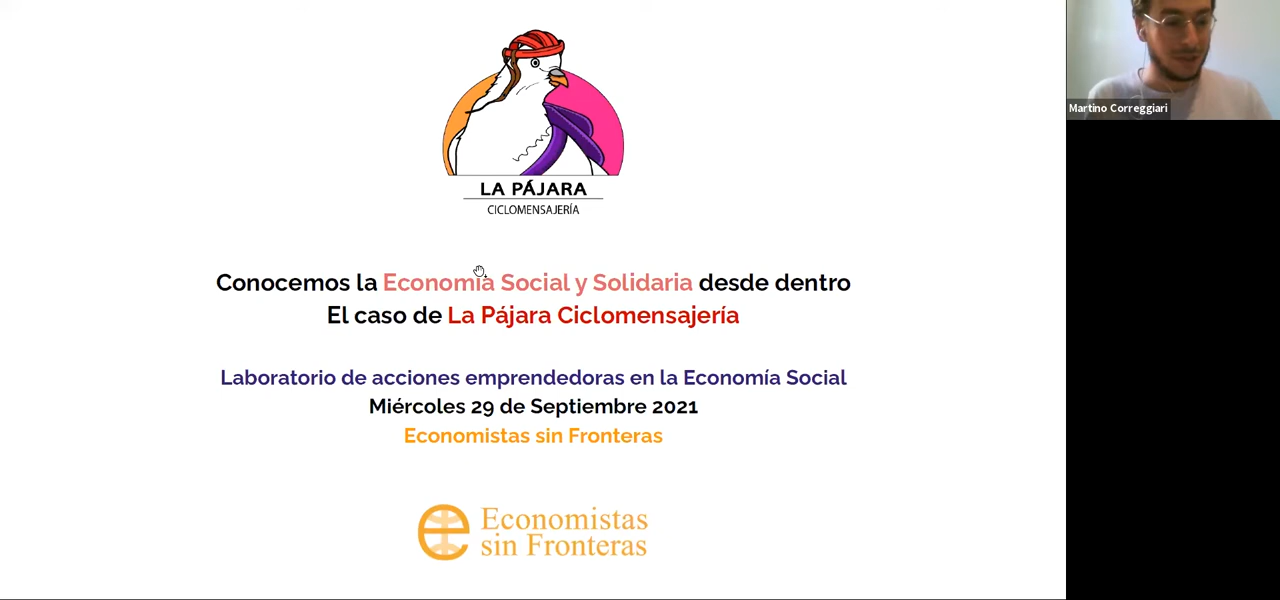 LA PÁJARA
CICLOMENSAJERÍA
Conocemos la Economía Social y Solidaria desde dentro
El caso de La Pájara Ciclomensajería
Laboratorio de acciones emprendedoras en la Economía Social
Miércoles 29 de Septiembre 2021
Economistas sin Fronteras
Economistas
sin Fronteras
Martino Correggiari